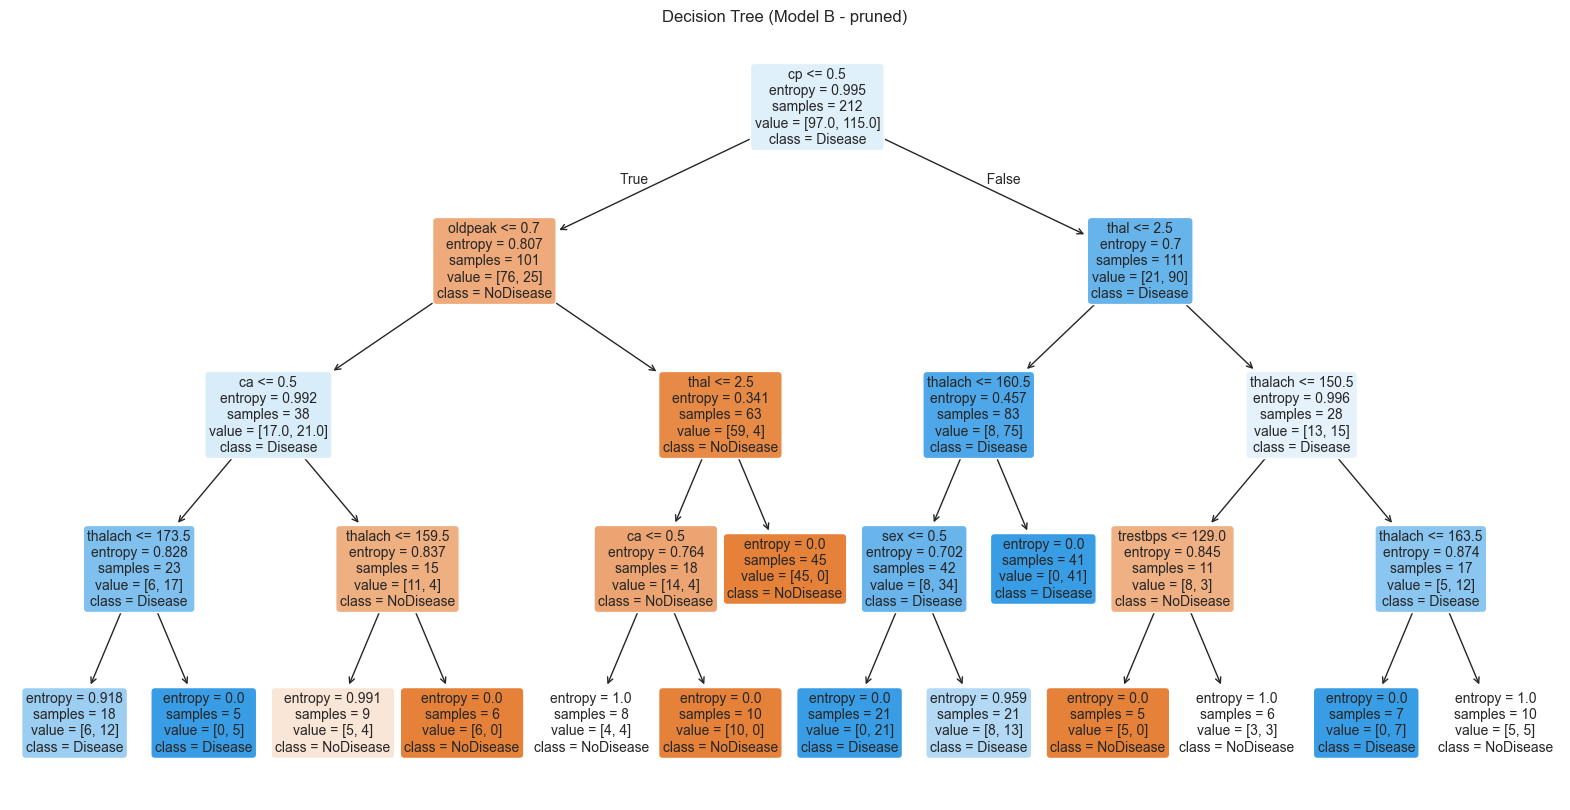 Decision Tree (Model B - pruned)
cp <= 0.5
entropy = 0.995
samples = 212
value = [97.0, 115.0]
class = Disease
True
False
oldpeak <= 0.7
entropy = 0.807
samples = 101
value = [76, 25]
class = NoDisease
thal <= 2.5
entropy = 0.7
samples = 111
value = [21, 90]
class = Disease
ca <= 0.5
entropy = 0.992
samples = 38
value = [17.0, 21.0]
class = Disease
thal <= 2.5
entropy = 0.341
samples = 63
value = [59, 4]
class = NoDisease
thalach <= 160.5
entropy = 0.457
samples = 83
value = [8, 75]
class = Disease
thalach <= 150.5
entropy = 0.996
samples = 28
value = [13, 15]
class = Disease
thalach <= 173.5
entropy = 0.828
samples = 23
value = [6, 17]
class = Disease
thalach <= 159.5
entropy = 0.837
samples = 15
value = [11, 4]
class = NoDisease
ca <= 0.5
entropy = 0.764
samples = 18
value = [14, 4]
class = NoDisease
entropy = 0.0
samples = 45
value = [45, 0]
class = NoDisease
sex <= 0.5
entropy = 0.702
samples = 42
value = [8, 34]
class = Disease
entropy = 0.0
samples = 41
value = [0, 41]
class = Disease
trestbps <= 129.0
entropy = 0.845
samples = 11
value = [8, 3]
class = NoDisease
thalach <= 163.5
entropy = 0.874
samples = 17
value = [5, 12]
class = Disease
entropy = 0.918
samples = 18
value = [6, 12]
class = Disease
entropy = 0.0
samples = 5
value = [0, 5]
class = Disease
entropy = 0.991
samples = 9
value = [5, 4]
class = NoDisease
entropy = 0.0
samples = 6
value = [6, 0]
class = NoDisease
entropy = 1.0
samples = 8
value = [4, 4]
class = NoDisease
entropy = 0.0
samples = 10
value = [10, 0]
class = NoDisease
entropy = 0.0
samples = 21
value = [0, 21]
class = Disease
entropy = 0.959
samples = 21
value = [8, 13]
class = Disease
entropy = 0.0
samples = 5
value = [5, 0]
class = NoDisease
entropy = 1.0
samples = 6
value = [3, 3]
class = NoDisease
entropy = 0.0
samples = 7
value = [0, 7]
class = Disease
entropy = 1.0
samples = 10
value = [5, 5]
class = NoDisease